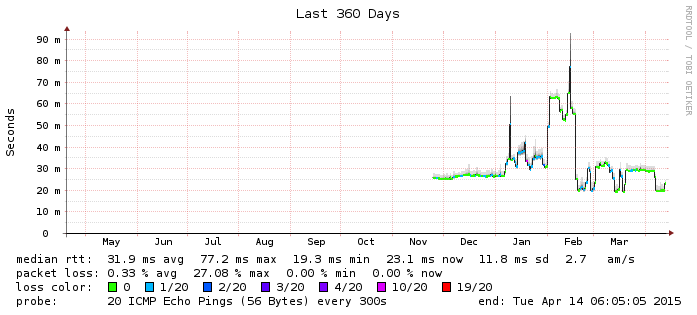 Last 360 Days
RRDTOOL / TOBI OETIKER
Seconds
90 m
80 m
70 m
60 m
50 m
40 m
30 m
20 m
10 m
0
May Jun Jul Aug Sep Oct Nov Dec Jan Feb Mar
median rtt: 31.9 ms avg 77.2 ms max 19.3 ms min 23.1 ms now 11.8 ms sd 2.7 am/s
packet loss: 0.33 % avg 27.08 % max 0.00 % min 0.00 % now
loss color: 0 1/20 2/20 3/20 4/20 10/20 19/20
probe: 20 ICMP Echo Pings (56 Bytes) every 300s end: Tue Apr 14 06:05:05 2015